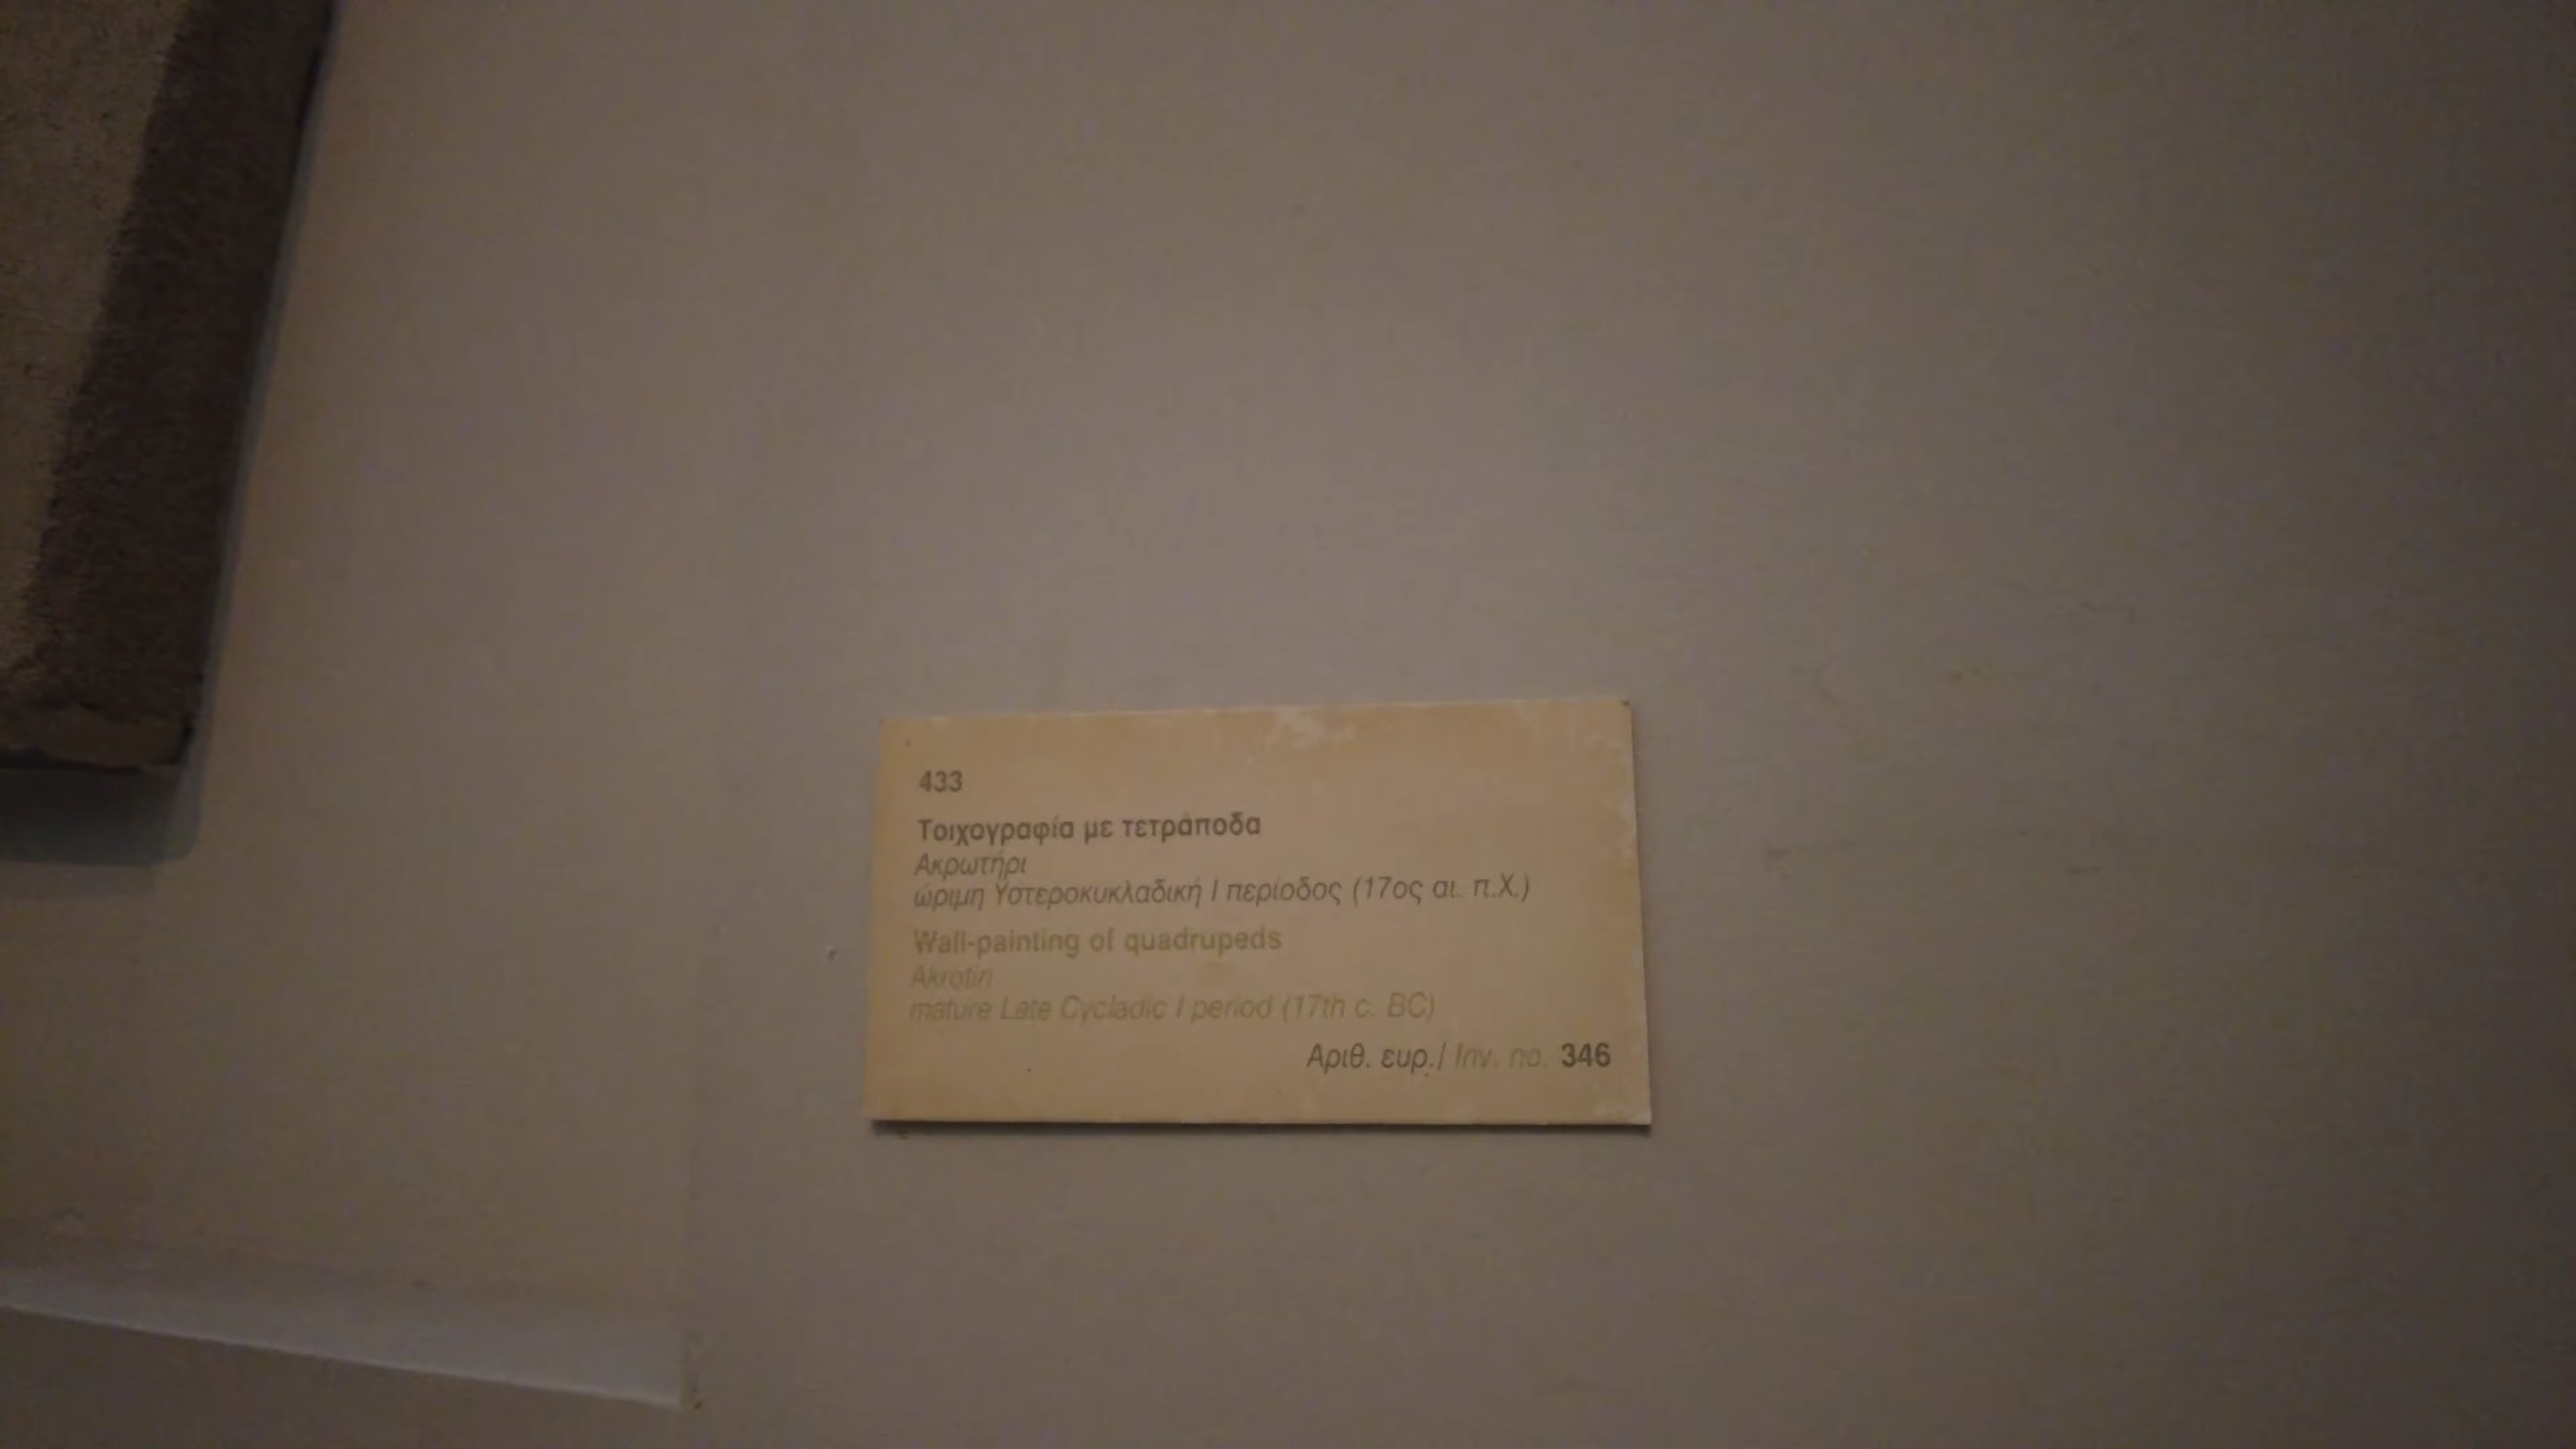 433
Τοιχογραφία με τετράποδα
Ακρωτήρι
ώριμη Υστεροκυκλαδική Ι περίοδος (17ος αι. π.Χ.)
Wall-painting of quadrupeds
Akrotiri
mature Late Cycladic I period (17th c. BC)
Αριθ. ευρ./ Inv. no. 346